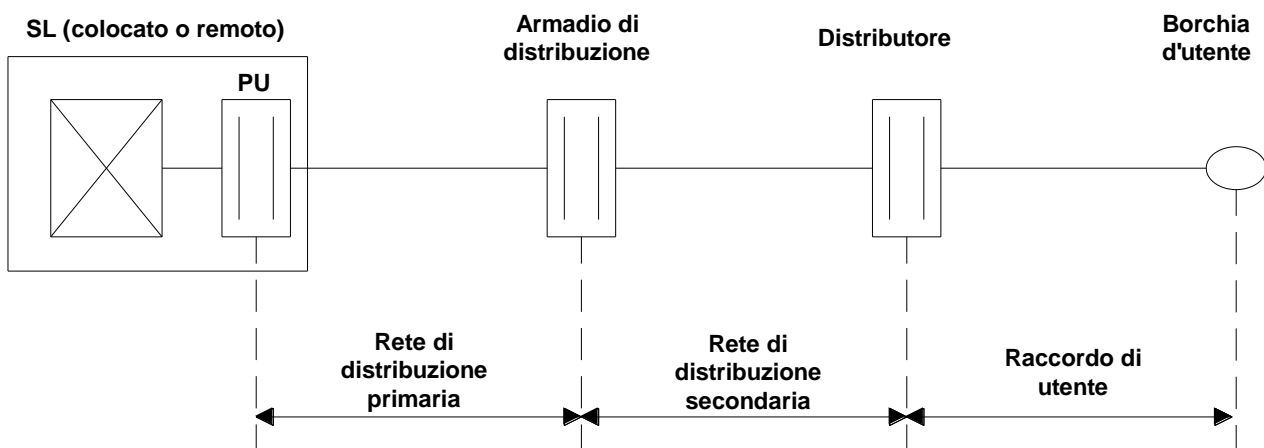 SL (colocato o remoto)
Armadio di
distribuzione
Distributore
Borchia
d'utente
PU
Rete di
distribuzione
primaria
Rete di
distribuzione
secondaria
Raccordo di
utente